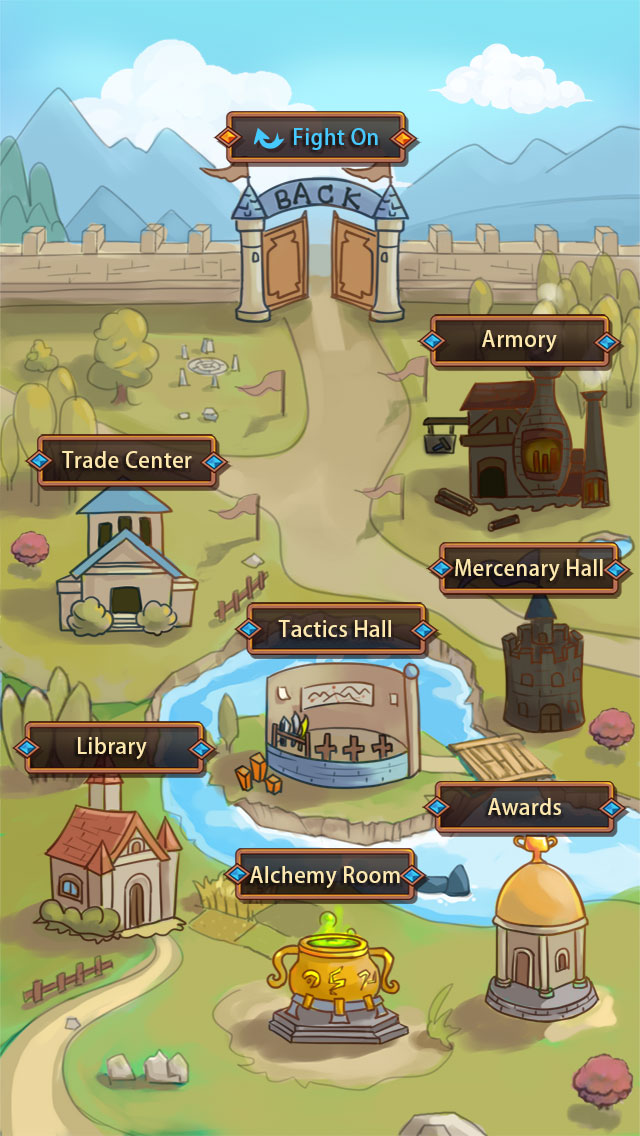 Fight On
BACK
Armory
Trade Center
Mercenary Hall
Tactics Hall
Library
Awards
Alchemy Room